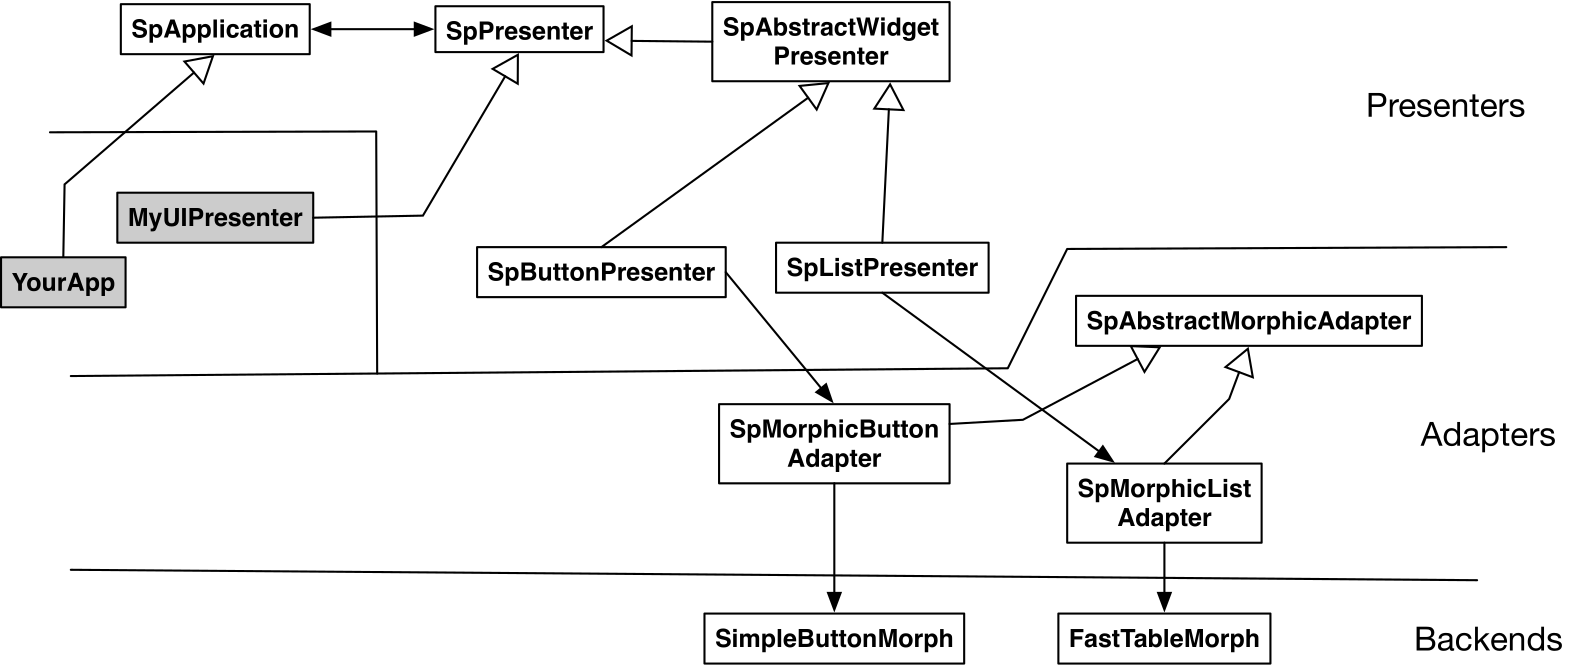 SpApplication
SpPresenter
SpAbstractWidget
Presenter
Presenters
MyUIPresenter
YourApp
SpButtonPresenter
SpListPresenter
SpAbstractMorphicAdapter
SpMorphicButton
Adapter
Adapters
SpMorphicList
Adapter
SimpleButtonMorph
FastTableMorph
Backends